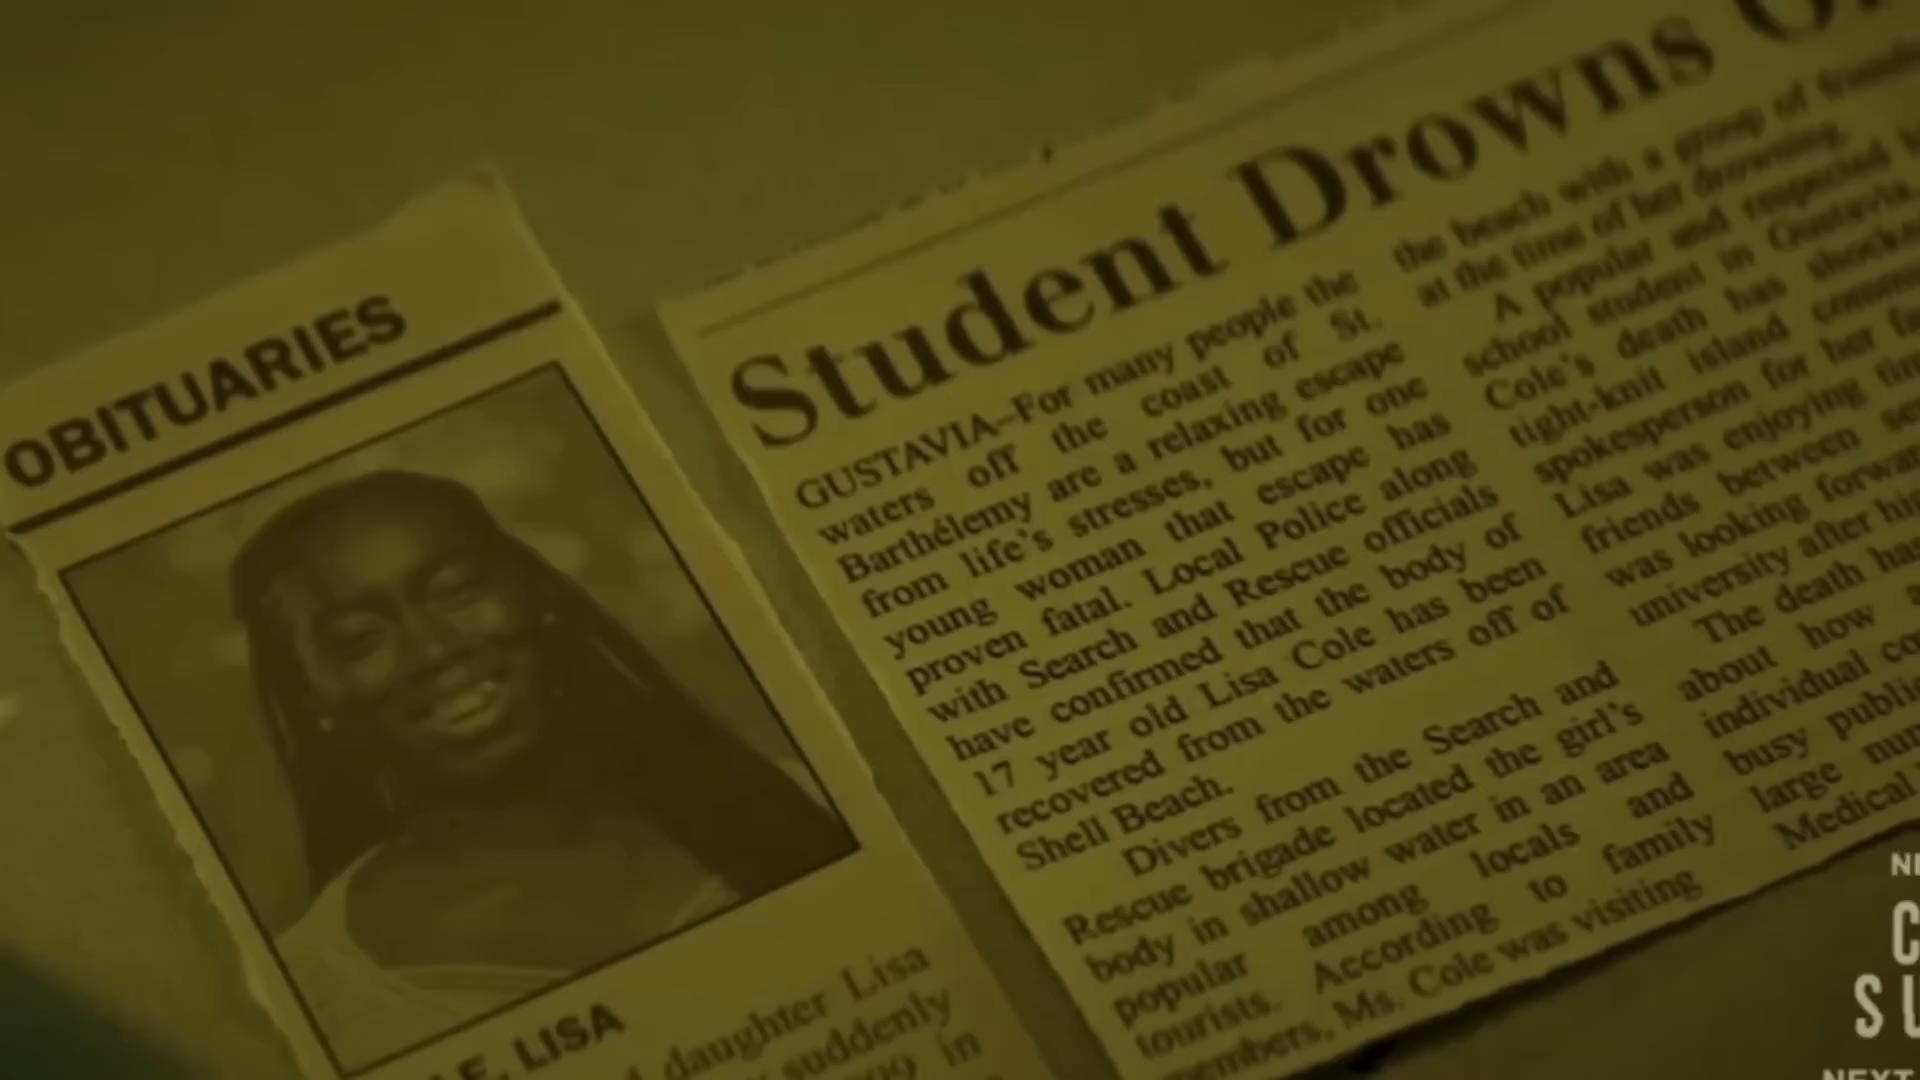 OBITUARIES
LISA
daughter Lisa
suddenly
in
Student Drowns
GUSTAVIA–For many people the
waters off the coast of St.
Barthélemy are a relaxing escape
from life's stresses, but for one
young woman that escape has
proven fatal. Local Police along
with Search and Rescue officials
have confirmed that the body of
17 year old Lisa Cole has been
recovered from the waters off of
Shell Beach.
Divers from the Search and
Rescue brigade located the girl's
body in shallow water in an area
popular among locals and
tourists. According to family
members, Ms. Cole was visiting
the beach with a group of friends
at the time of her drowning.
A popular and respected
school student in Gustavia,
Cole's death has
tight-knit island
spokesperson for her
Lisa was enjoying
friends between
was looking
university after
The death has
about how
individual
busy
large
Medical